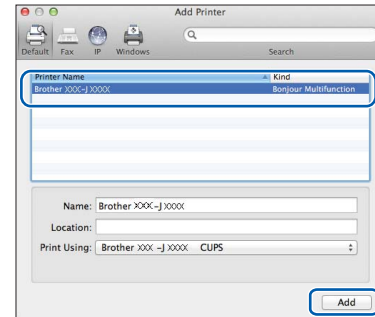 Add Printer
Default Fax IP Windows Search
Printer Name Kind
Brother XXX-J XXXX Bonjour Multifunction
Name: Brother XXX-J XXXX
Location:
Print Using: Brother XXX -J XXXX CUPS
Add